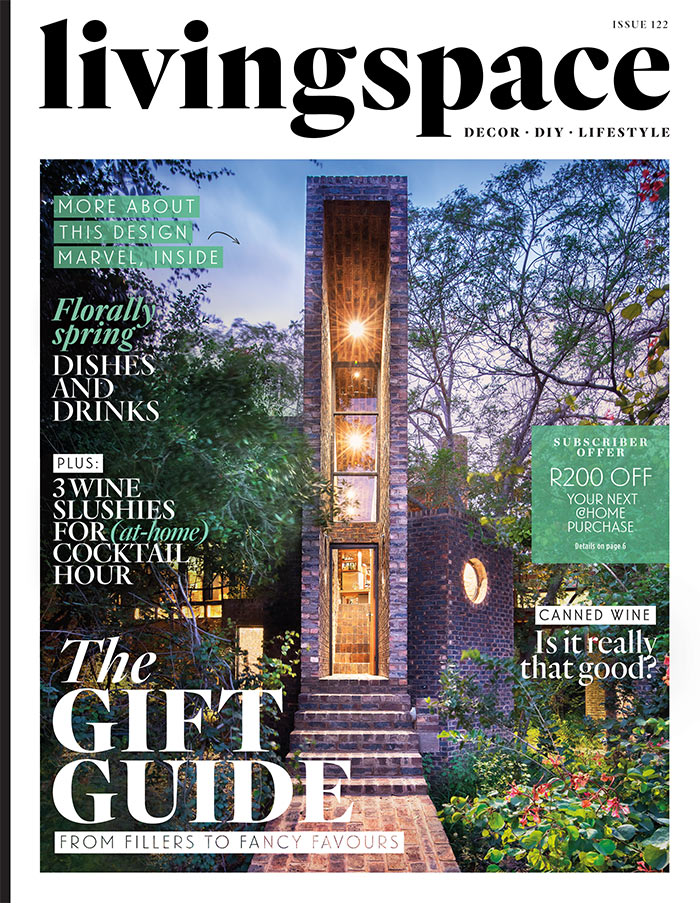 ISSUE 122
livingspace
DECOR · DIY · LIFESTYLE
MORE ABOUT
THIS DESIGN
MARVEL, INSIDE
Florally
spring
DISHES
AND
DRINKS
PLUS:
3 WINE
SLUSHIES
FOR (at-home)
COCKTAIL
HOUR
SUBSCRIBER
OFFER
R200 OFF
YOUR NEXT
@HOME
PURCHASE
Details on page 6
CANNED WINE
Is it really
that good?
The
GIFT
GUIDE
FROM FILLERS TO FANCY FAVOURS